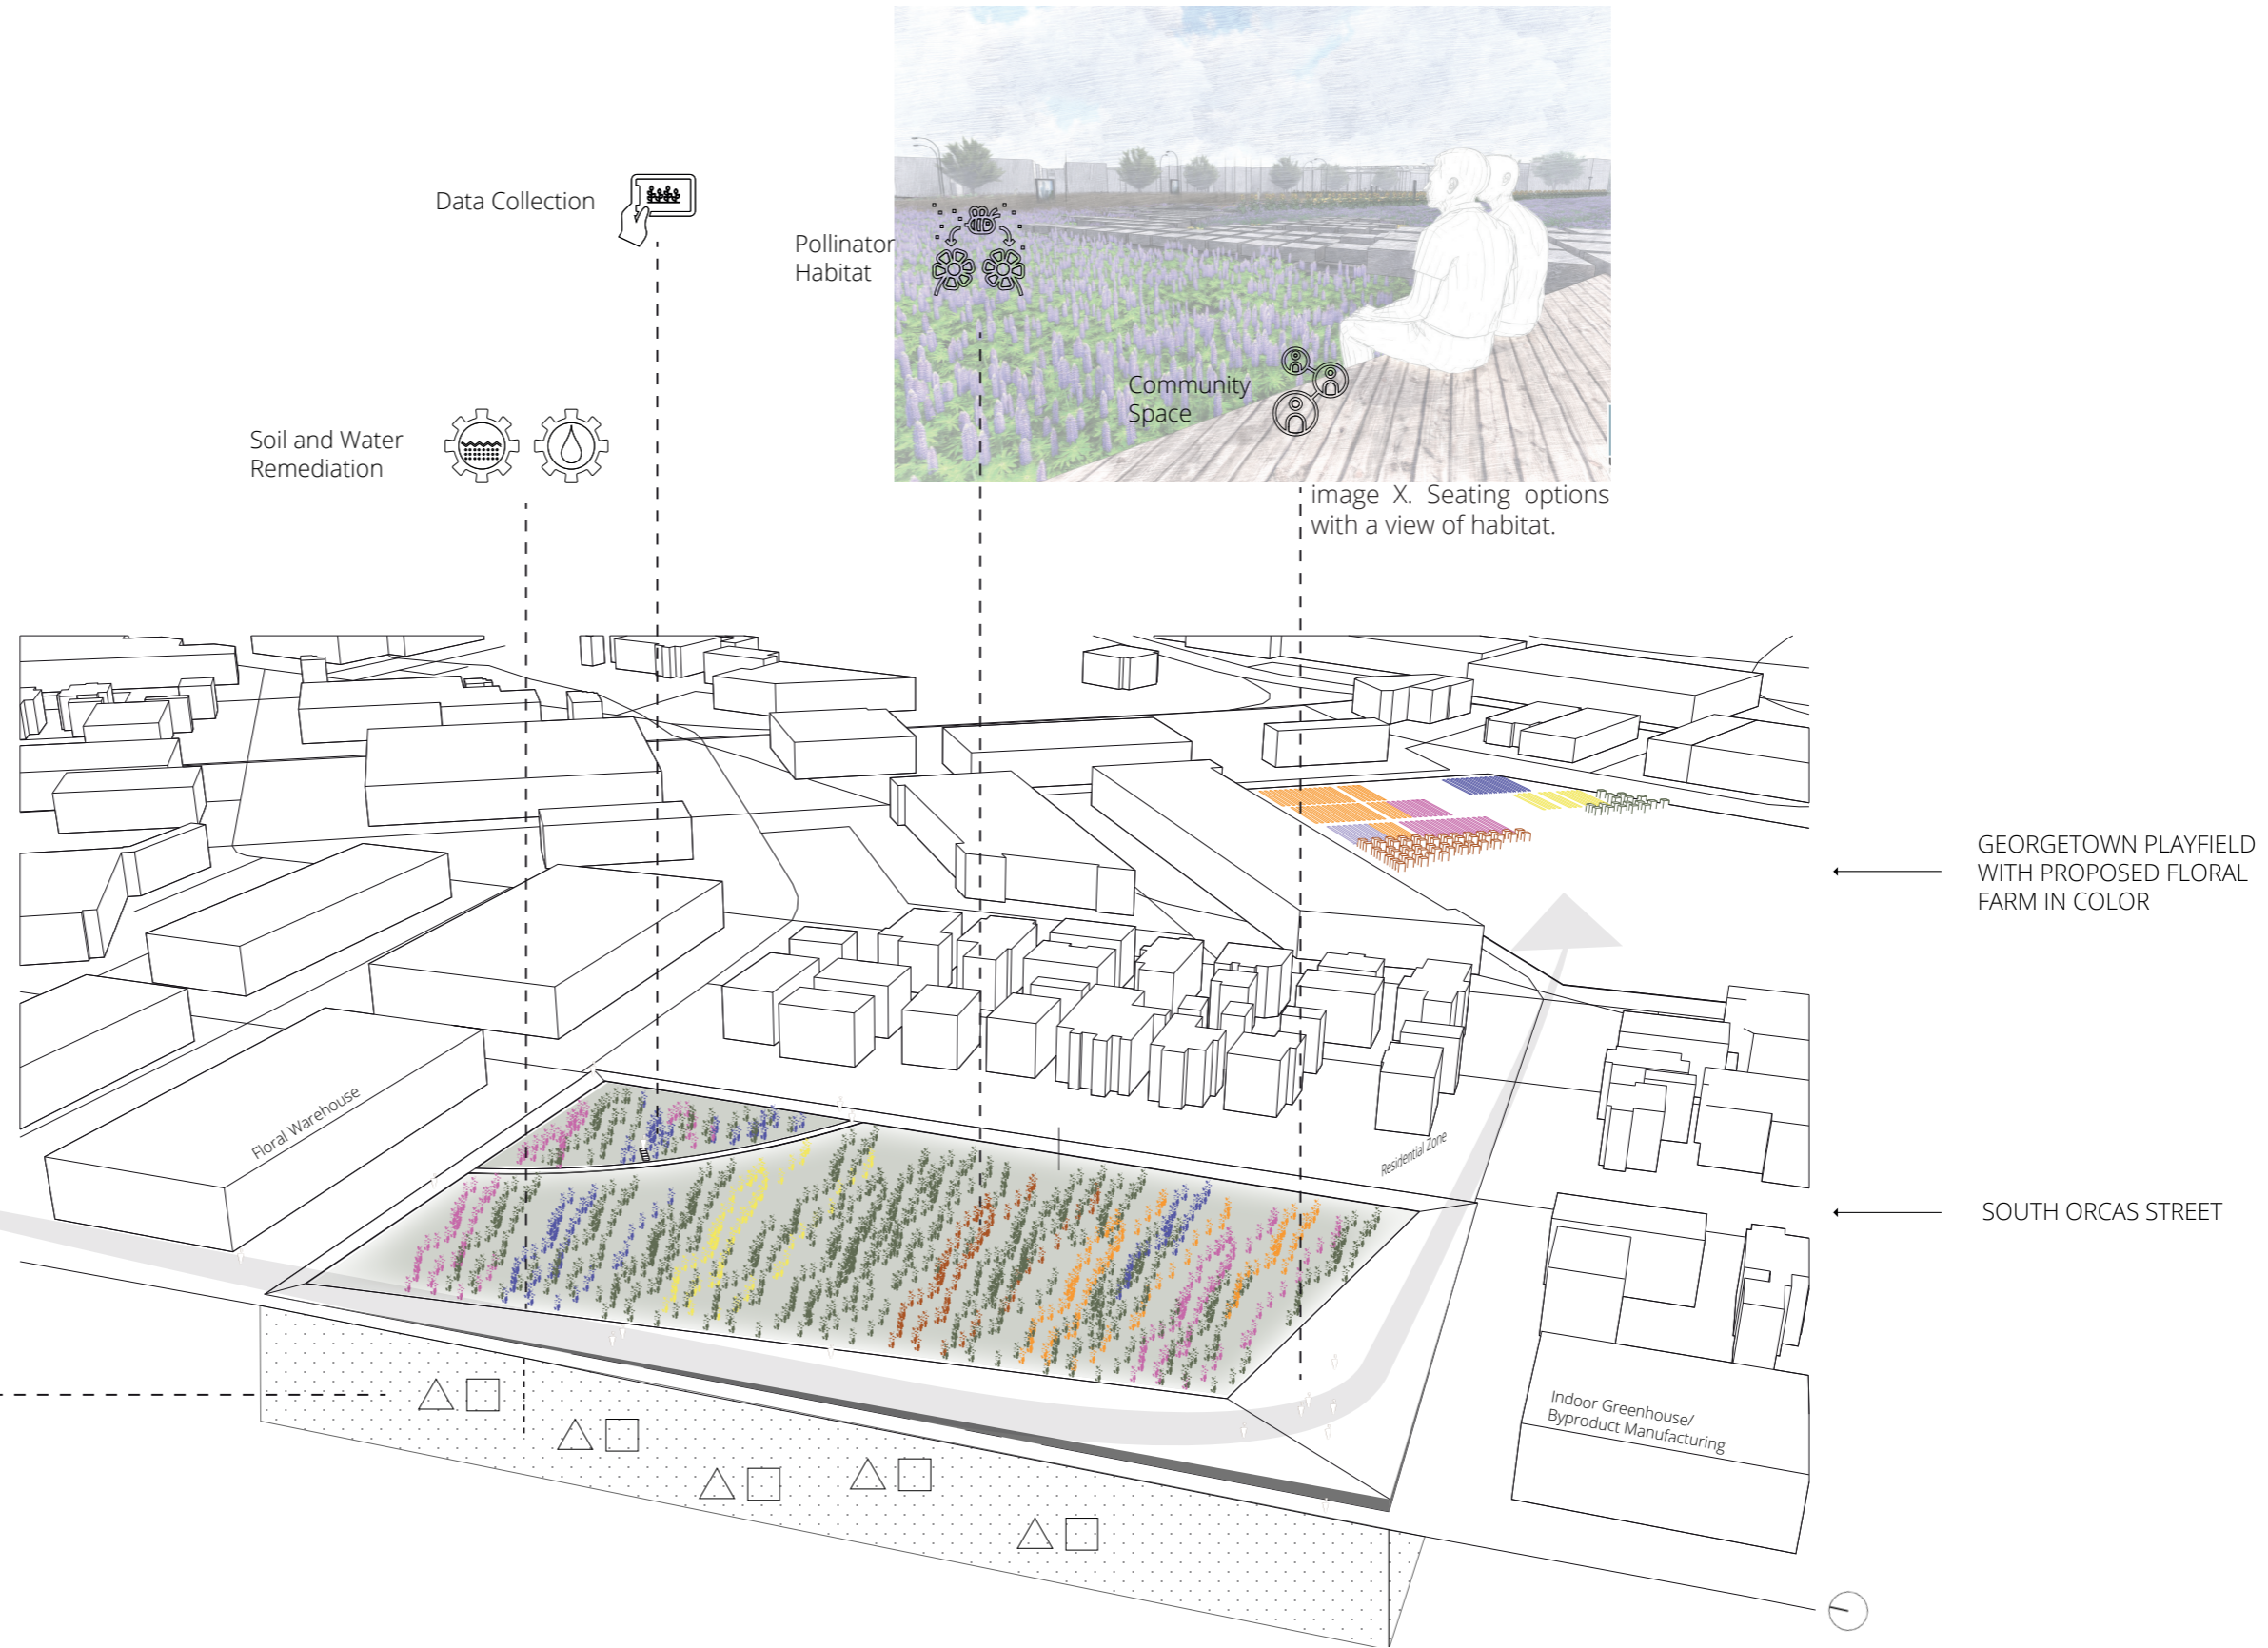 Data Collection
Pollinator
Habitat
Community
Space
Soil and Water
Remediation
image X. Seating options
with a view of habitat.
GEORGETOWN PLAYFIELD
WITH PROPOSED FLORAL
FARM IN COLOR
Floral Warehouse
Residential Zone
SOUTH ORCAS STREET
Indoor Greenhouse/
Byproduct Manufacturing